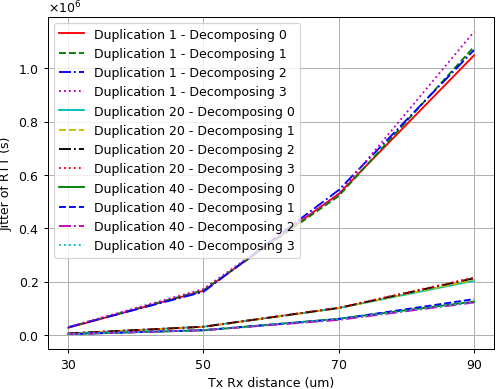 ×10⁶
Duplication 1 - Decomposing 0
Duplication 1 - Decomposing 1
Duplication 1 - Decomposing 2
Duplication 1 - Decomposing 3
Duplication 20 - Decomposing 0
Duplication 20 - Decomposing 1
Duplication 20 - Decomposing 2
Duplication 20 - Decomposing 3
Duplication 40 - Decomposing 0
Duplication 40 - Decomposing 1
Duplication 40 - Decomposing 2
Duplication 40 - Decomposing 3
1.0
0.8
0.6
0.4
0.2
0.0
Jitter of RTT (s)
30 50 70 90
Tx Rx distance (um)